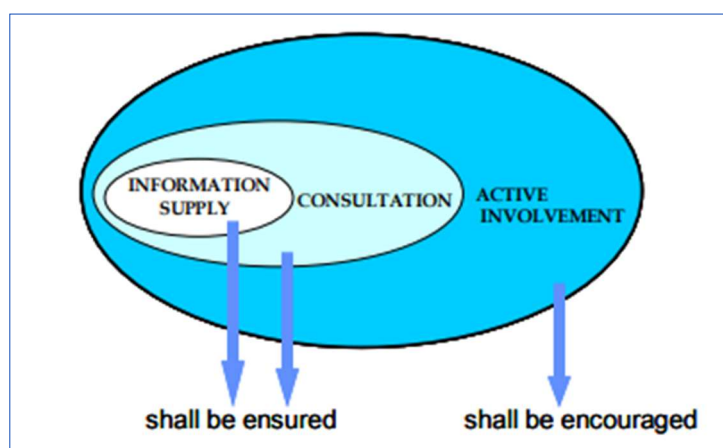 INFORMATION
SUPPLY
CONSULTATION
ACTIVE
INVOLVEMENT
shall be ensured
shall be encouraged